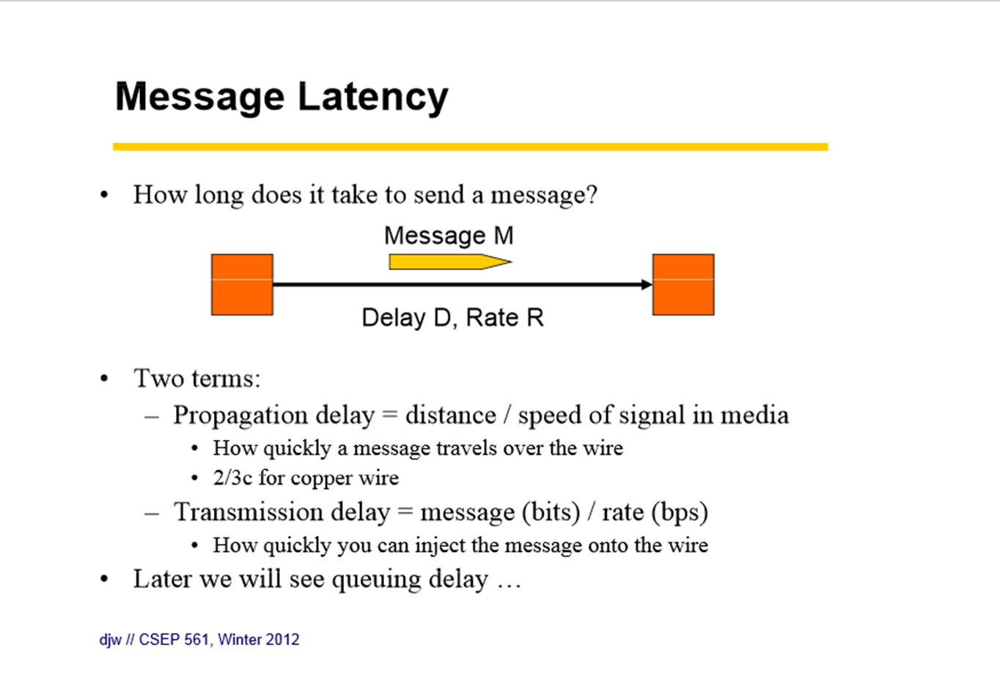 Message Latency
• How long does it take to send a message?
Message M
Delay D, Rate R
• Two terms:
– Propagation delay = distance / speed of signal in media
• How quickly a message travels over the wire
• 2/3c for copper wire
– Transmission delay = message (bits) / rate (bps)
• How quickly you can inject the message onto the wire
• Later we will see queuing delay …
djw // CSEP 561, Winter 2012